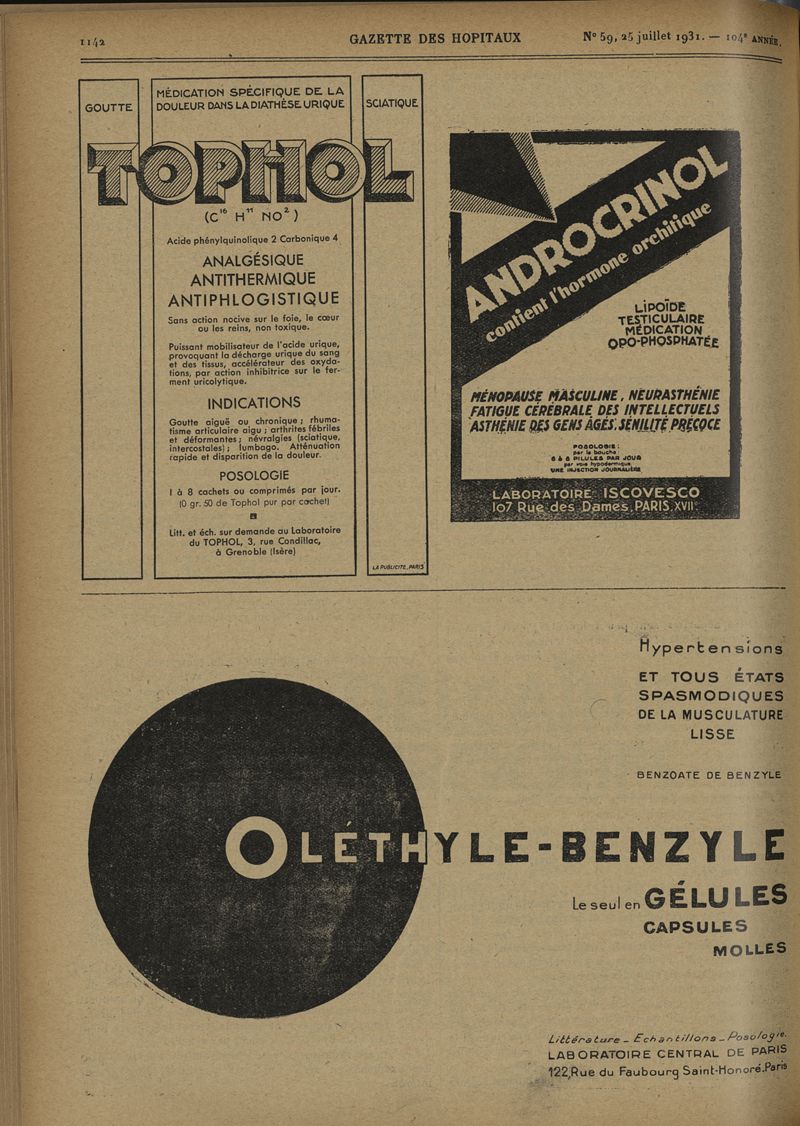 1142
GAZETTE DES HOPITAUX
N° 59, 25 juillet 1931. — 104e ANNÉE.
GOUTTE
MÉDICATION SPÉCIFIQUE DE LA
DOULEUR DANS LA DIATHÈSE URIQUE
SCIATIQUE
TOPHOL
(C16 H11 NO2)
Acide phénylquinolique 2 Carbonique 4
ANALGÉSIQUE
ANTITHERMIQUE
ANTIPHLOGISTIQUE
Sans action nocive sur le foie, le cœur
ou les reins, non toxique.
Puissant mobilisateur de l'acide urique,
provoquant la décharge urique du sang
et des tissus, accélérateur des oxyda-
tions, par action inhibitrice sur le fer-
ment uricolytique.
INDICATIONS
Goutte aiguë ou chronique ; rhuma-
tisme articulaire aigu ; arthrites fébriles
et déformantes ; névralgies (sciatique,
intercostales) ; lumbago. Atténuation
rapide et disparition de la douleur.
POSOLOGIE
1 à 8 cachets ou comprimés par jour.
(0 gr. 50 de Tophol pur par cachet)
Litt. et éch. sur demande au Laboratoire
du TOPHOL, 3, rue Condillac,
à Grenoble (Isère)
LA PUBLICITE, PARIS
ANDROCRINOL
contient l'hormone orchitique
LIPOÏDE
TESTICULAIRE
MÉDICATION
OPO-PHOSPHATÉE
MÉNOPAUSE MASCULINE, NEURASTHÉNIE
FATIGUE CÉRÉBRALE DES INTELLECTUELS
ASTHÉNIE DES GENS ÂGÉS, SÉNILITÉ PRÉCOCE
POSOLOGIE :
par la bouche
6 à 8 PILULES PAR JOUR
par voie hypodermique
UNE INJECTION JOURNALIÈRE
LABORATOIRE ISCOVESCO
107 Rue des Dames, PARIS, XVII
Hypertensions
ET TOUS ÉTATS
SPASMODIQUES
DE LA MUSCULATURE
LISSE
BENZOATE DE BENZYLE
OLÉTHYLE-BENZYLE
Le seul en GÉLULES
CAPSULES
MOLLES
Littérature _ Echantillons _ Posologie.
LABORATOIRE CENTRAL DE PARIS
122, Rue du Faubourg Saint-Honoré. Paris